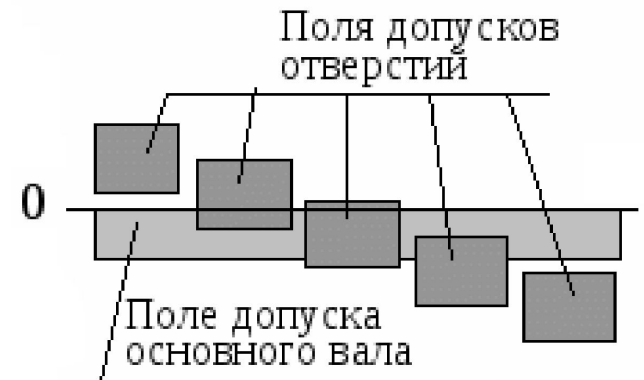 Поля допусков
отверстий
0
Поле допуска
основного вала